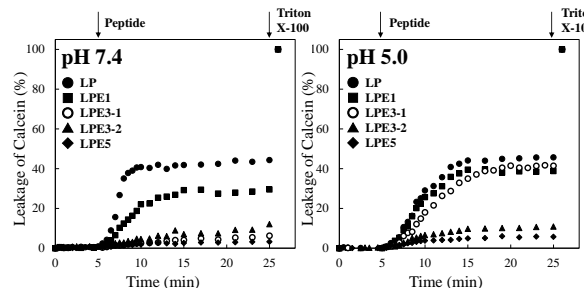 Peptide
Triton
X-100
pH 7.4
LP
LPE1
LPE3-1
LPE3-2
LPE5
Leakage of Calcein (%)
100
80
60
40
20
0
0 5 10 15 20 25
Time (min)
Peptide
Triton
X-100
pH 5.0
LP
LPE1
LPE3-1
LPE3-2
LPE5
Leakage of Calcein (%)
100
80
60
40
20
0
0 5 10 15 20 25
Time (min)